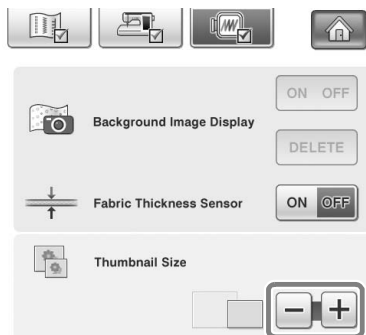 ON OFF
Background Image Display
DELETE
Fabric Thickness Sensor
ON OFF
Thumbnail Size
− +